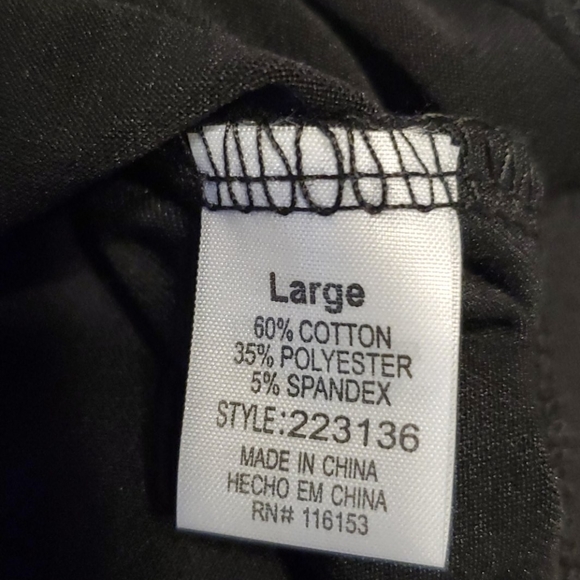 Large
60% COTTON
35% POLYESTER
5% SPANDEX
STYLE:223136
MADE IN CHINA
HECHO EM CHINA
RN# 116153